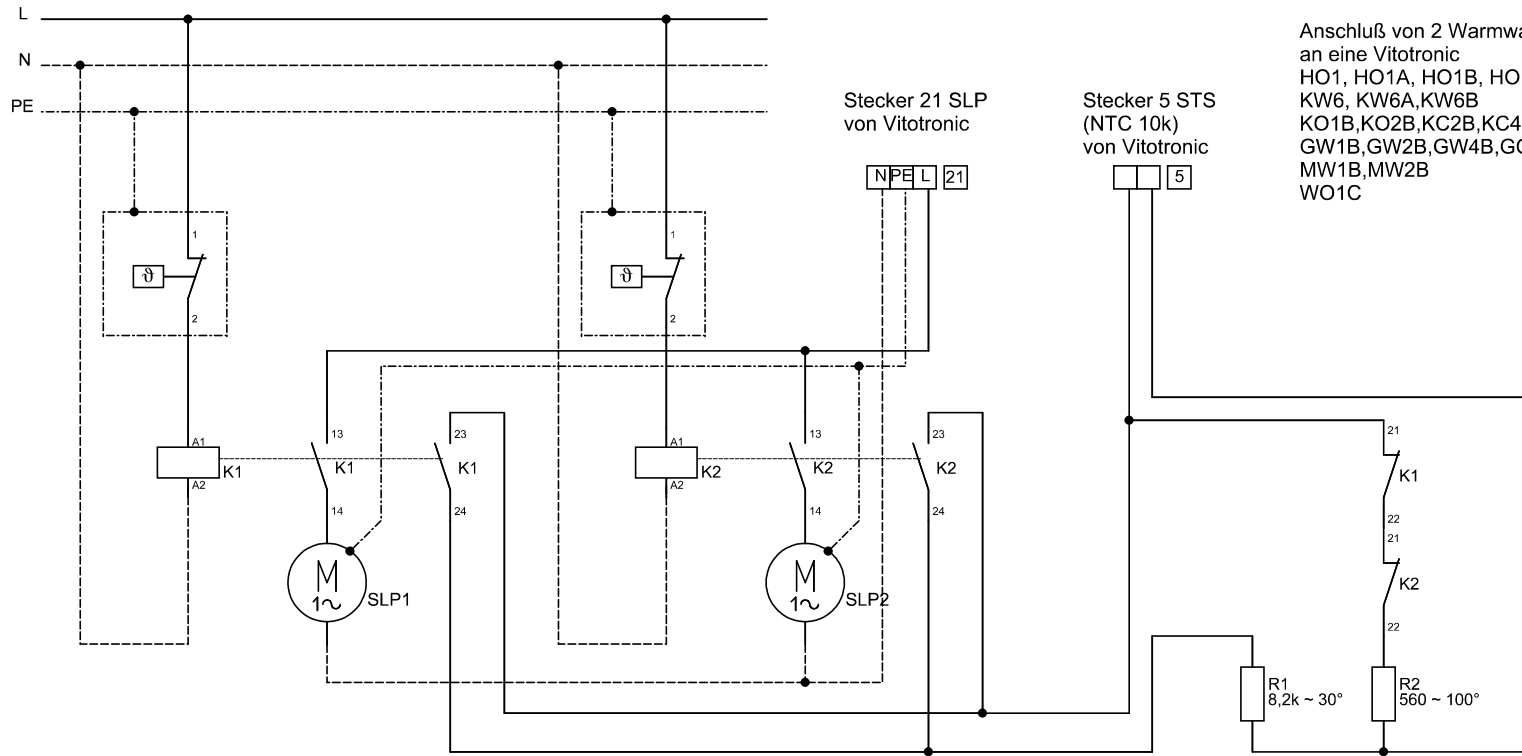 L
N
PE
Stecker 21 SLP
von Vitotronic
N PE L 21
Stecker 5 STS
(NTC 10k)
von Vitotronic
5
Anschluß von 2
an eine Vitotronic
HO1, HO1A, HO1B,
KW6, KW6A,KW6B
KO1B,KO2B,KC2B,
GW1B,GW2B,GW4B,
MW1B,MW2B
WO1C
1
ϑ
2
1
ϑ
2
A1
K1
A2
13
K1
14
23
K1
24
A1
K2
A2
13
K2
14
23
K2
24
21
K1
22
21
K2
22
M
1~
SLP1
M
1~
SLP2
R1
8,2k ~ 30°
R2
560 ~ 100°